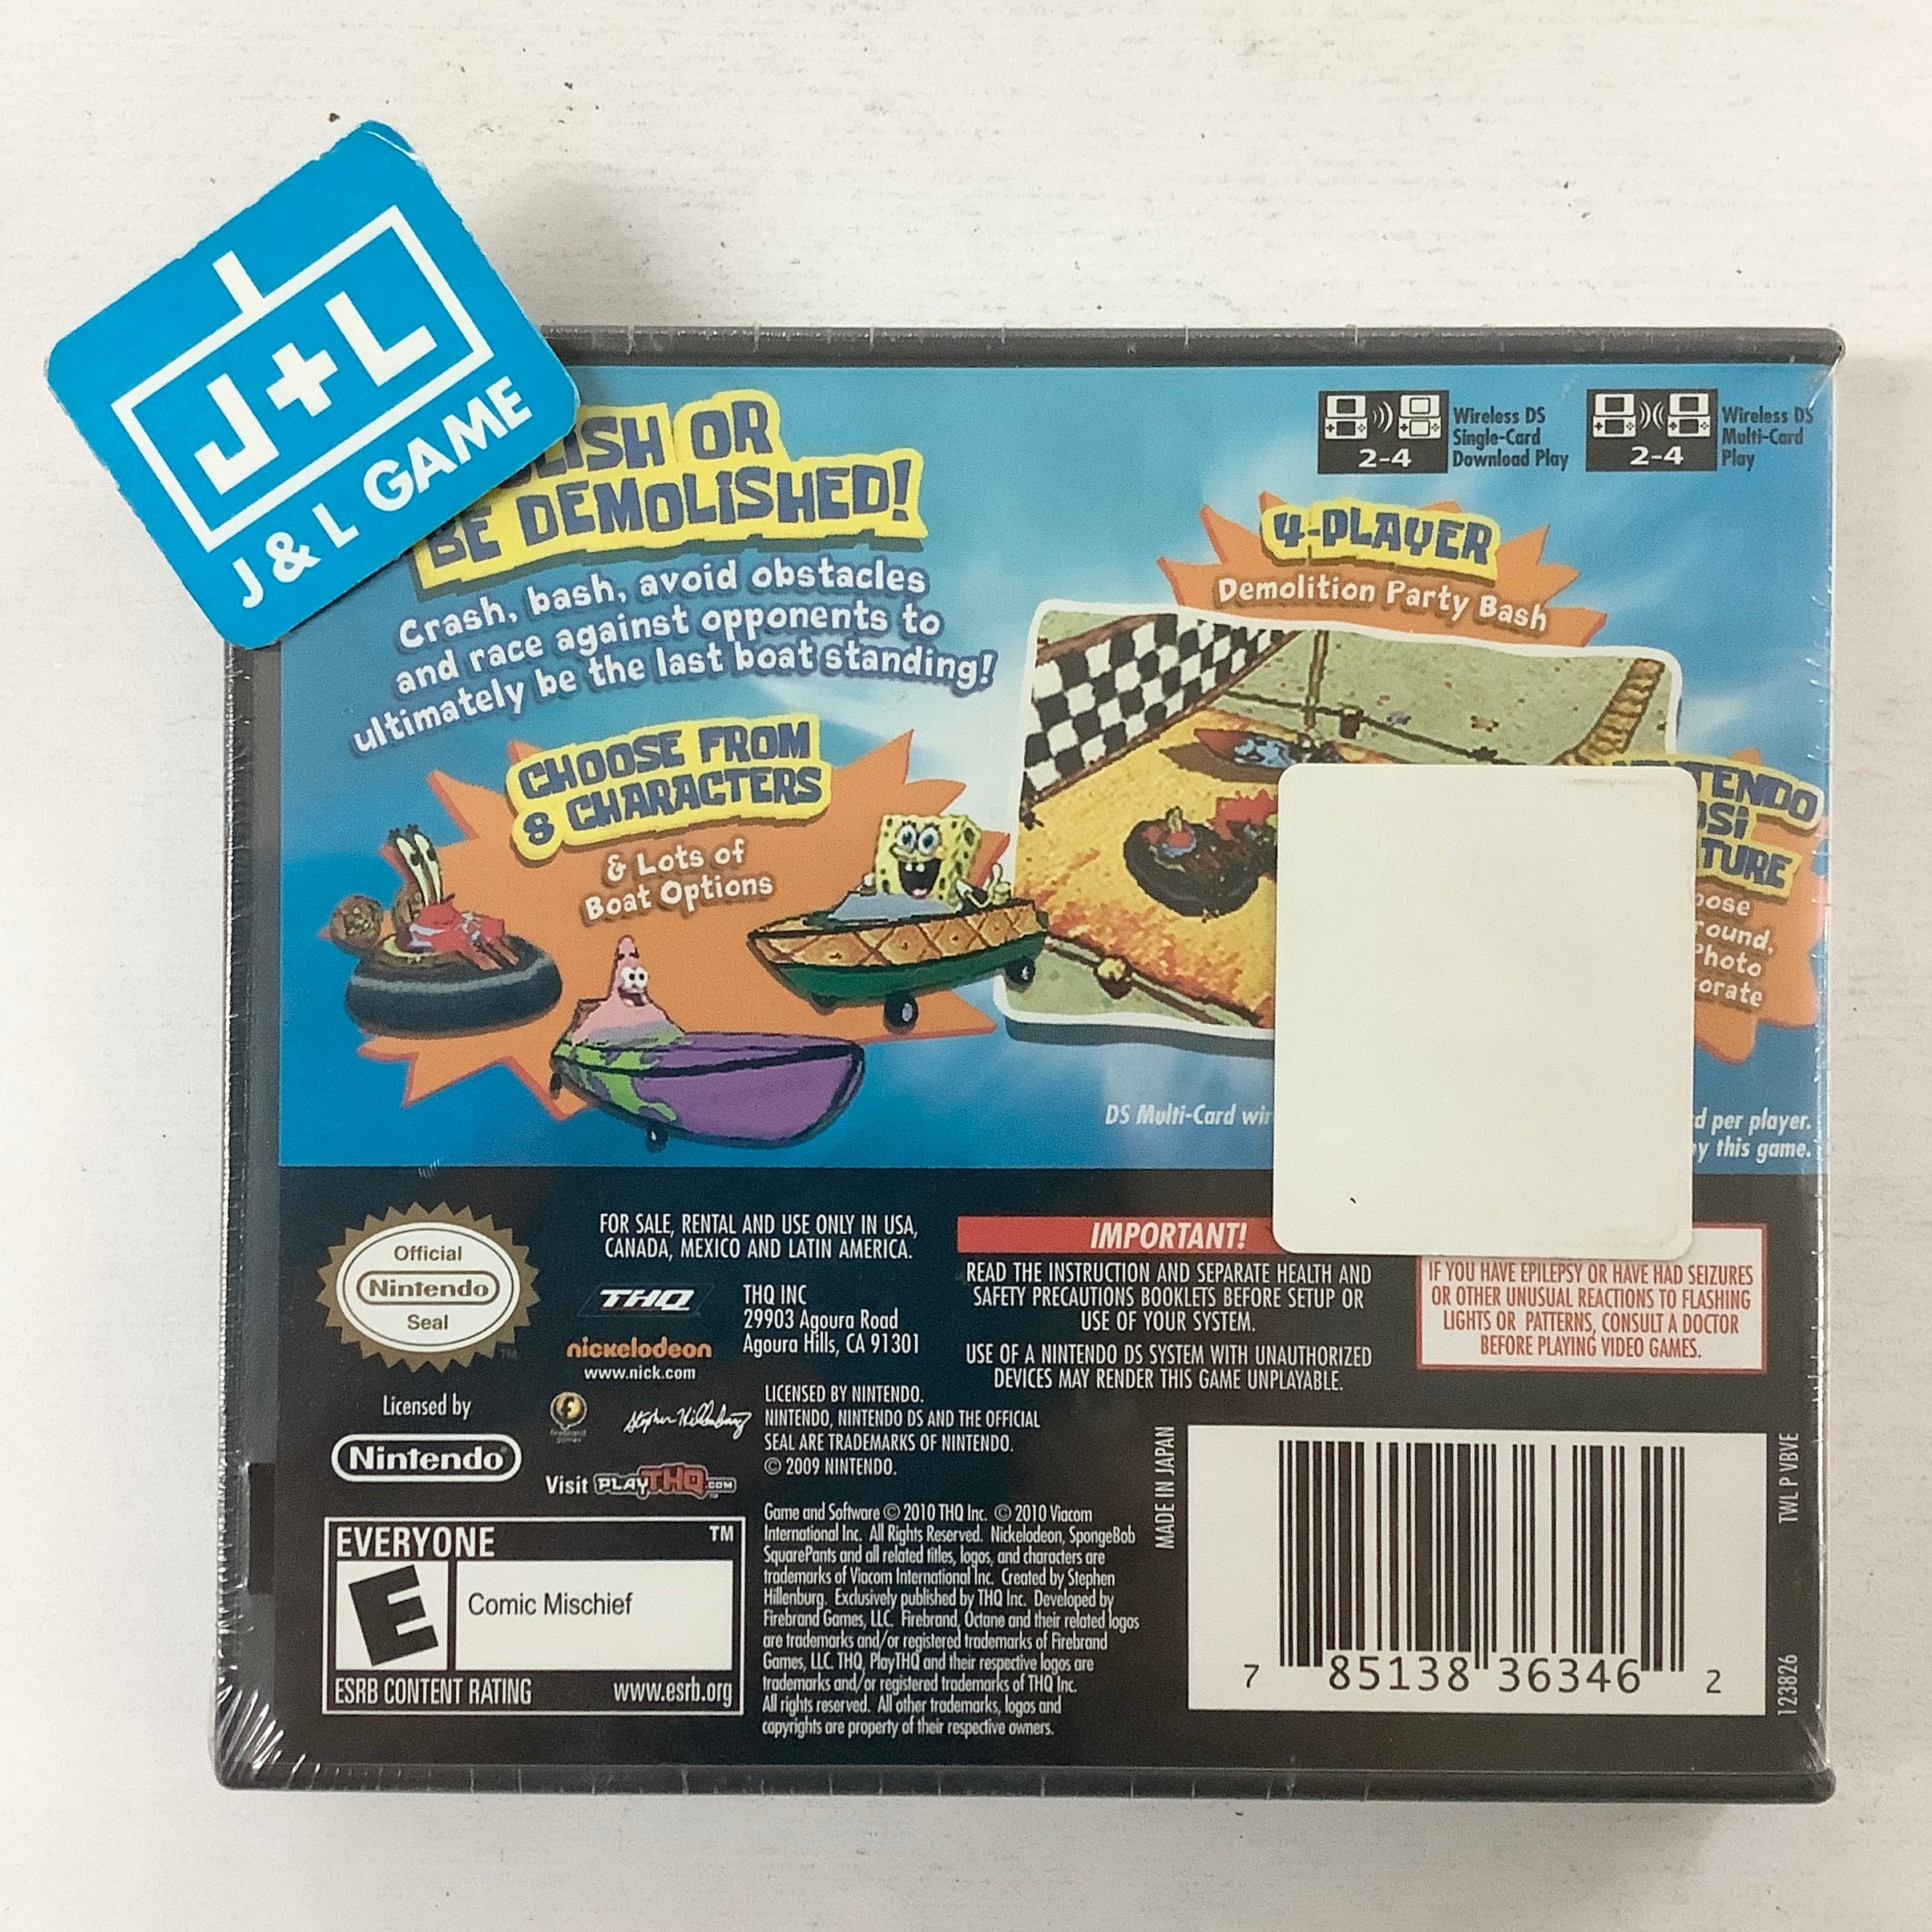 J+L
J & L GAME
OR
BE DEMOLISHED!
Crash, bash, avoid obstacles
and race against opponents to
ultimately be the last boat standing!
CHOOSE FROM
8 CHARACTERS
& Lots of
Boat Options
2-4
Wireless DS
Single-Card
Download Play
2-4
Wireless DS
Multi-Card
Play
4-PLAYER
Demolition Party Bash
DS Multi-Card
per player.
this game.
Official
Nintendo
Seal
TM
Licensed by
Nintendo®
FOR SALE, RENTAL AND USE ONLY IN USA,
CANADA, MEXICO AND LATIN AMERICA.
THQ
nickelodeon
www.nick.com
THQ INC
29903 Agoura Road
Agoura Hills, CA 91301
firebrand
games
Stephen Hillenburg
Visit PLAYTHQ.COM
LICENSED BY NINTENDO.
NINTENDO, NINTENDO DS AND THE OFFICIAL
SEAL ARE TRADEMARKS OF NINTENDO.
© 2009 NINTENDO.
Game and Software © 2010 THQ Inc. © 2010 Viacom
International Inc. All Rights Reserved. Nickelodeon, SpongeBob
SquarePants and all related titles, logos, and characters are
trademarks of Viacom International Inc. Created by Stephen
Hillenburg. Exclusively published by THQ Inc. Developed by
Firebrand Games, LLC. Firebrand, Octane and their related logos
are trademarks and/or registered trademarks of Firebrand
Games, LLC. THQ, PlayTHQ and their respective logos are
trademarks and/or registered trademarks of THQ Inc.
All rights reserved. All other trademarks, logos and
copyrights are property of their respective owners.
EVERYONE
TM
E
Comic Mischief
ESRB CONTENT RATING www.esrb.org
IMPORTANT!
READ THE INSTRUCTION AND SEPARATE HEALTH AND
SAFETY PRECAUTIONS BOOKLETS BEFORE SETUP OR
USE OF YOUR SYSTEM.
USE OF A NINTENDO DS SYSTEM WITH UNAUTHORIZED
DEVICES MAY RENDER THIS GAME UNPLAYABLE.
IF YOU HAVE EPILEPSY OR HAVE HAD SEIZURES
OR OTHER UNUSUAL REACTIONS TO FLASHING
LIGHTS OR PATTERNS, CONSULT A DOCTOR
BEFORE PLAYING VIDEO GAMES.
MADE IN JAPAN
7 85138 36346 2
TWL P VBVE
123826